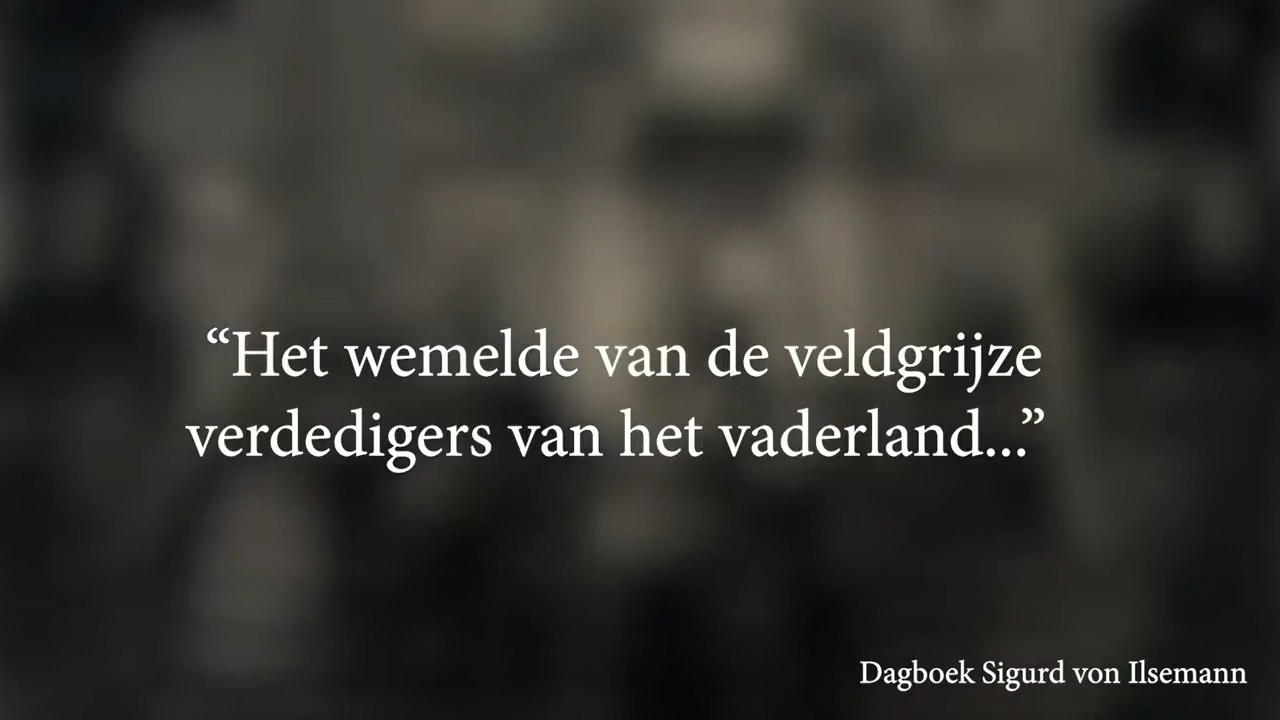 “Het wemelde van de veldgrijze
verdedigers van het vaderland...”
Dagboek Sigurd von Ilsemann